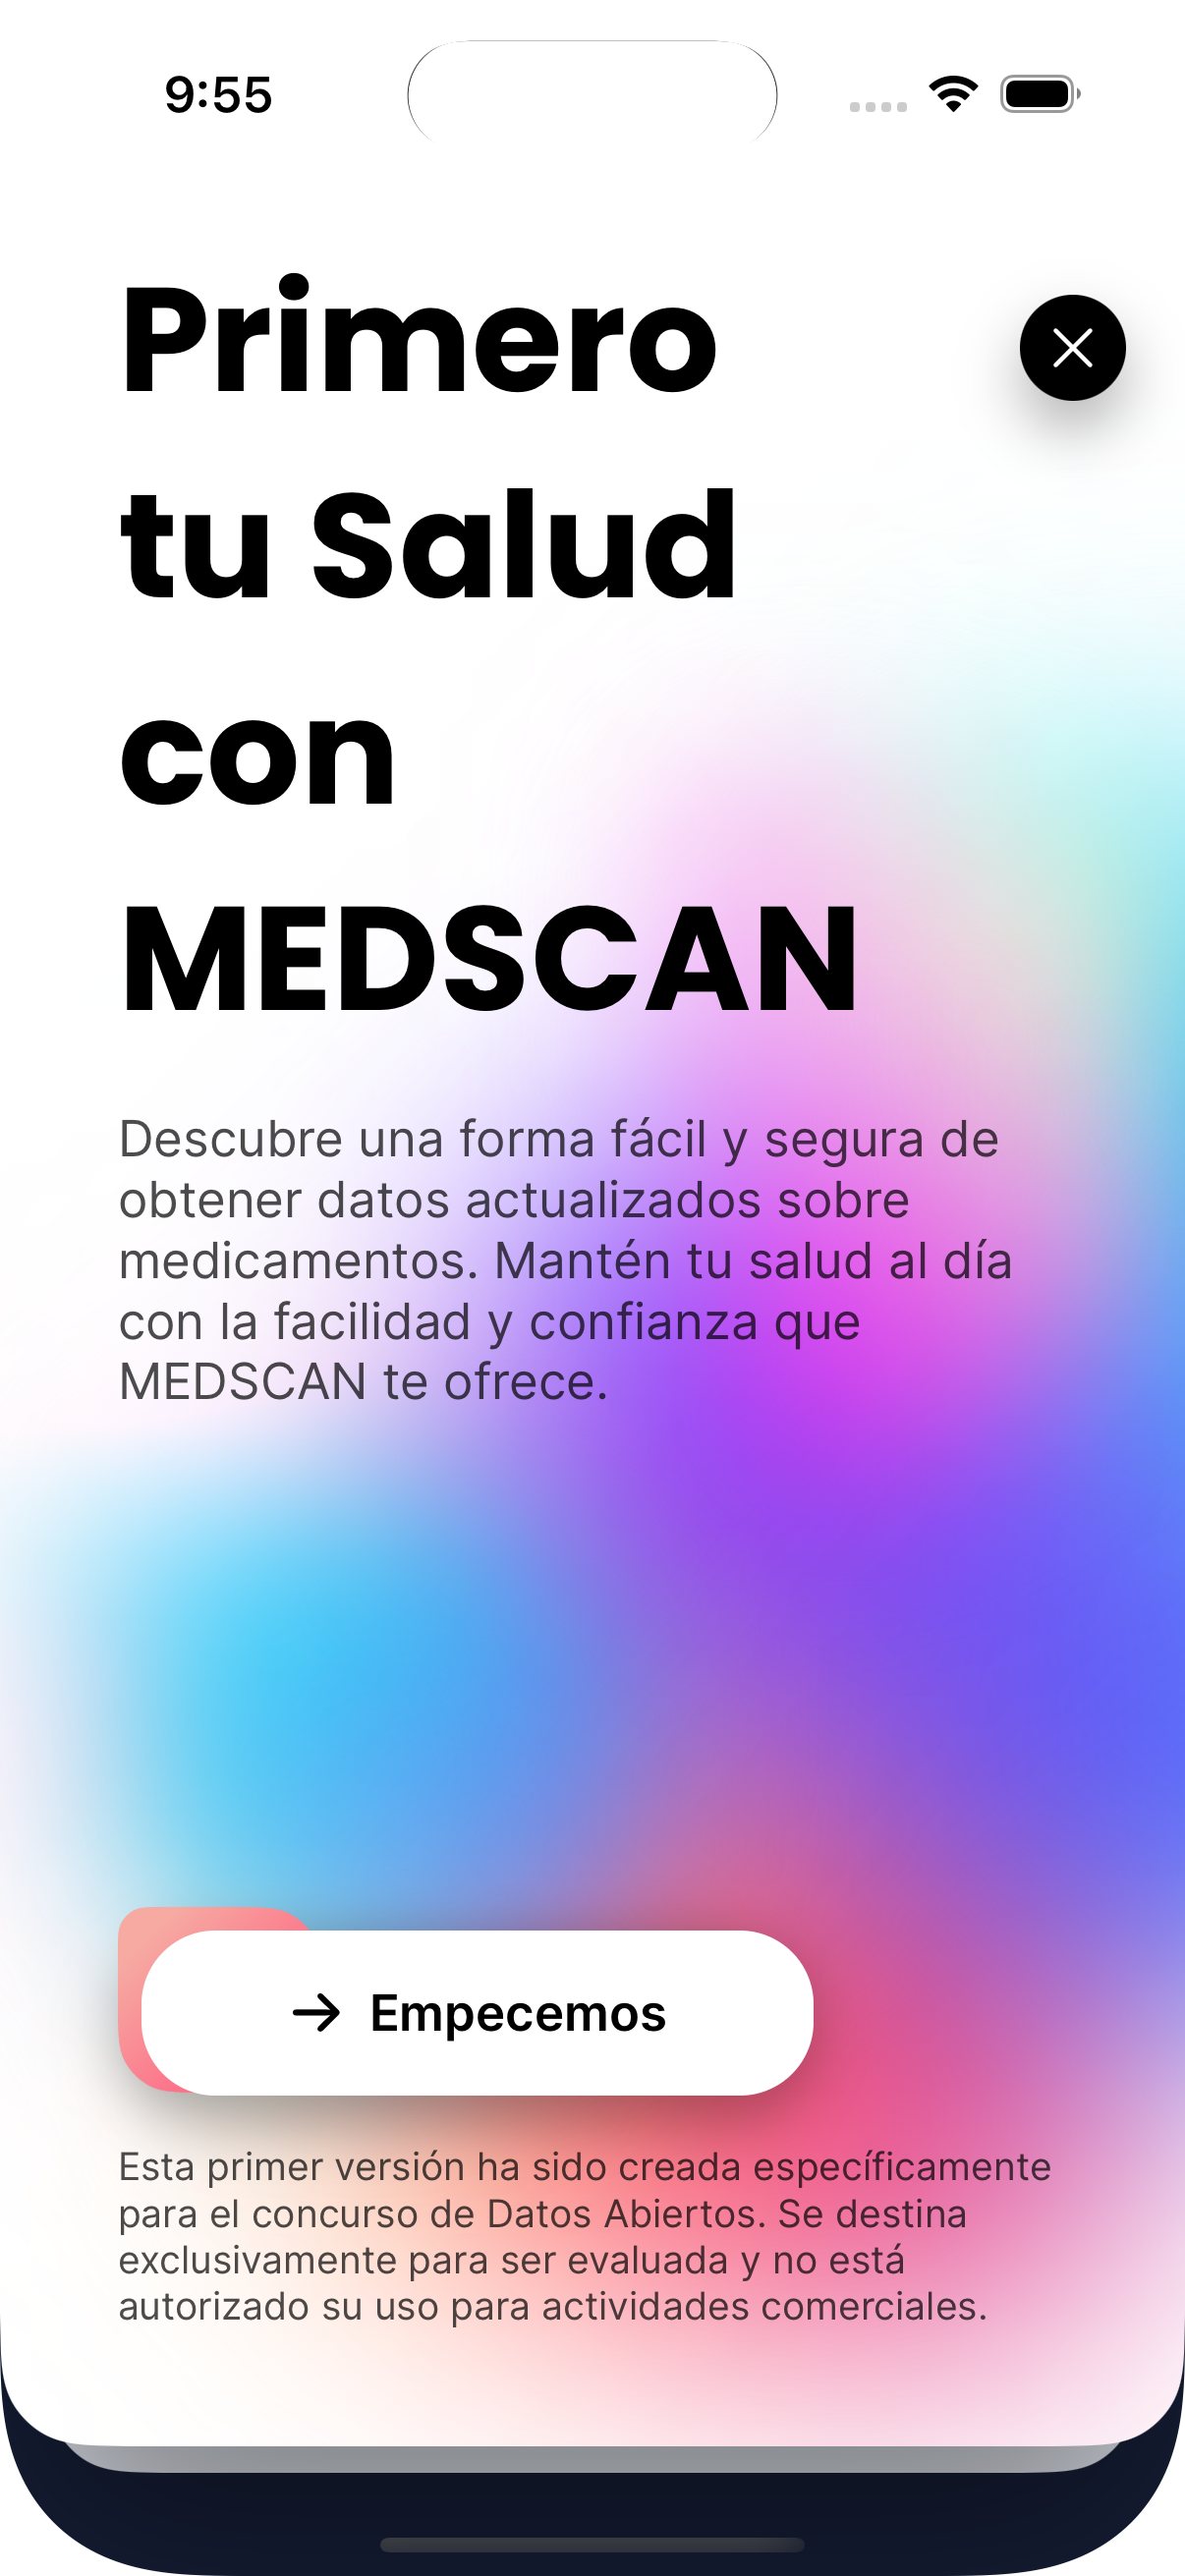 9:55
Primero
tu Salud
con
MEDSCAN
Descubre una forma fácil y segura de
obtener datos actualizados sobre
medicamentos. Mantén tu salud al día
con la facilidad y confianza que
MEDSCAN te ofrece.
Empecemos
Esta primer versión ha sido creada específicamente
para el concurso de Datos Abiertos. Se destina
exclusivamente para ser evaluada y no está
autorizado su uso para actividades comerciales.